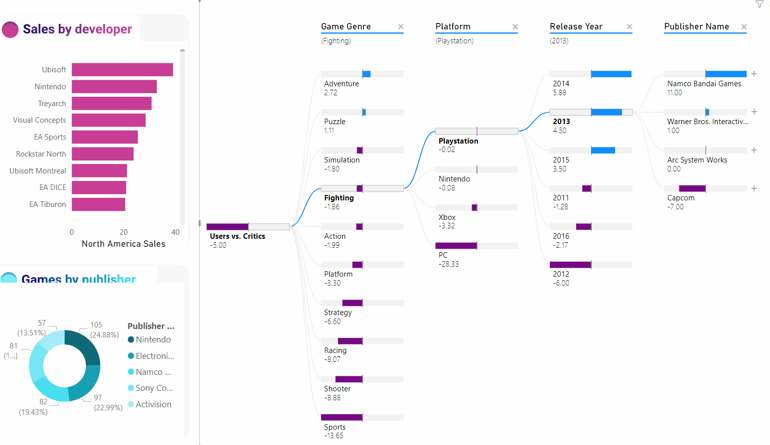 Sales by developer
Ubisoft
Nintendo
Treyarch
Visual Concepts
EA Sports
Rockstar North
Ubisoft Montreal
EA DICE
EA Tiburon
0 20 40
North America Sales
Games by publisher
57
(13.51%)
105
(24.88%)
81
(1...)
82
(19.43%)
97
(22.99%)
Publisher ...
Nintendo
Electroni...
Namco ...
Sony Co...
Activision
Users vs. Critics
-5.00
Game Genre
(Fighting)
Adventure
2.72
Puzzle
1.11
Simulation
-1.80
Fighting
-1.86
Action
-1.99
Platform
-3.30
Strategy
-6.60
Racing
-8.07
Shooter
-8.88
Sports
-13.65
Platform
(Playstation)
Playstation
-0.02
Nintendo
-0.08
Xbox
-3.32
PC
-28.33
Release Year
(2013)
2014
5.88
2013
4.50
2015
3.50
2011
-1.28
2016
-2.17
2012
-6.00
Publisher Name
Namco Bandai Games
11.00
Warner Bros. Interactiv...
1.00
Arc System Works
0.00
Capcom
-7.00